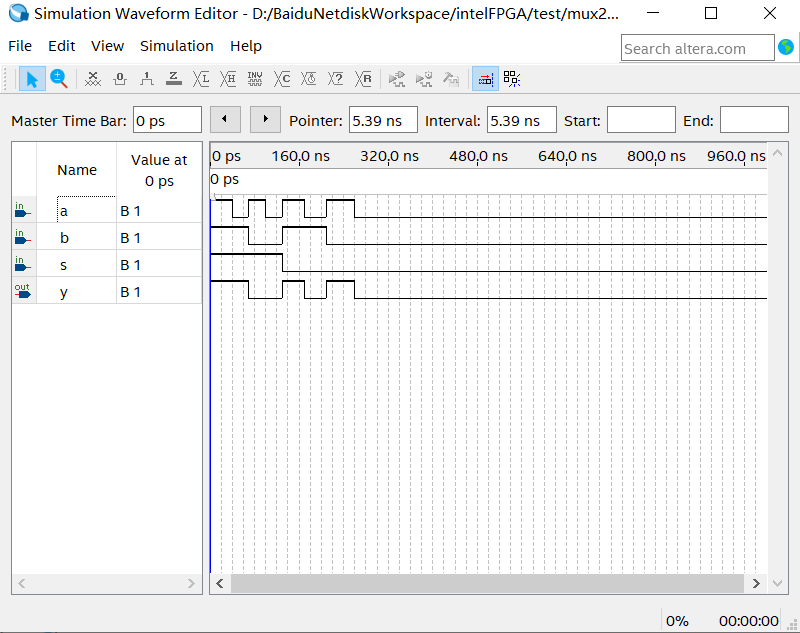 Simulation Waveform Editor - D:/BaiduNetdiskWorkspace/intelFPGA/test/mux2...
File Edit View Simulation Help
Search altera.com
Master Time Bar: 0 ps Pointer: 5.39 ns Interval: 5.39 ns Start: End:
Name Value at 0 ps
0 ps 160,0 ns 320,0 ns 480,0 ns 640,0 ns 800,0 ns 960,0 ns
0 ps
in a B 1
in b B 1
in s B 1
out y B 1
0% 00:00:00